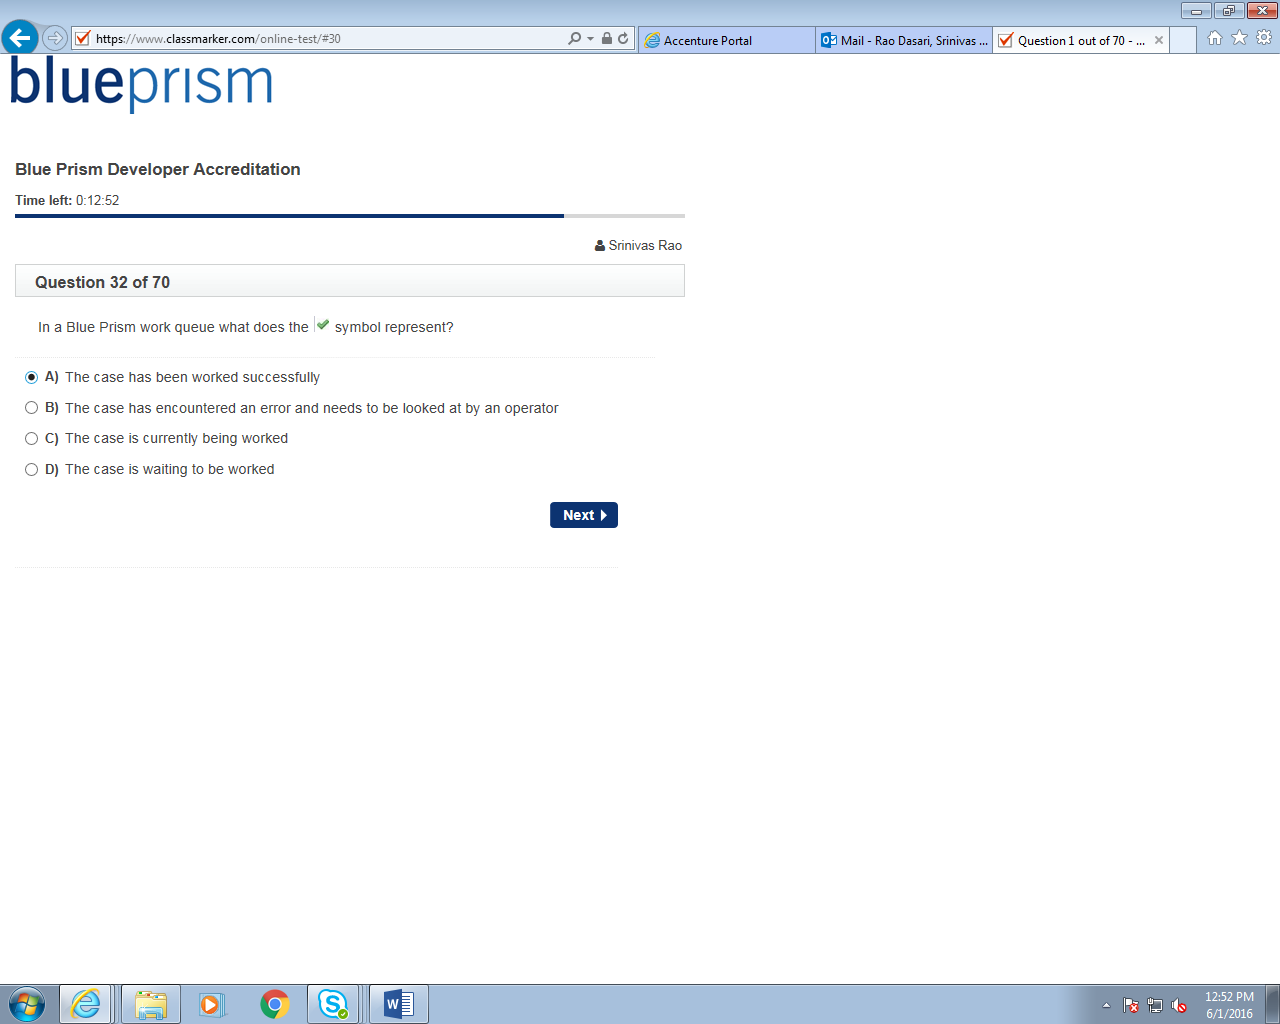 https://www.classmarker.com/online-test/#30
Accenture Portal
Mail - Rao Dasari, Srinivas ...
Question 1 out of 70 - ...
blueprism
Blue Prism Developer Accreditation
Time left: 0:12:52
Srinivas Rao
Question 32 of 70
In a Blue Prism work queue what does the symbol represent?
A) The case has been worked successfully
B) The case has encountered an error and needs to be looked at by an operator
C) The case is currently being worked
D) The case is waiting to be worked
Next
12:52 PM
6/1/2016